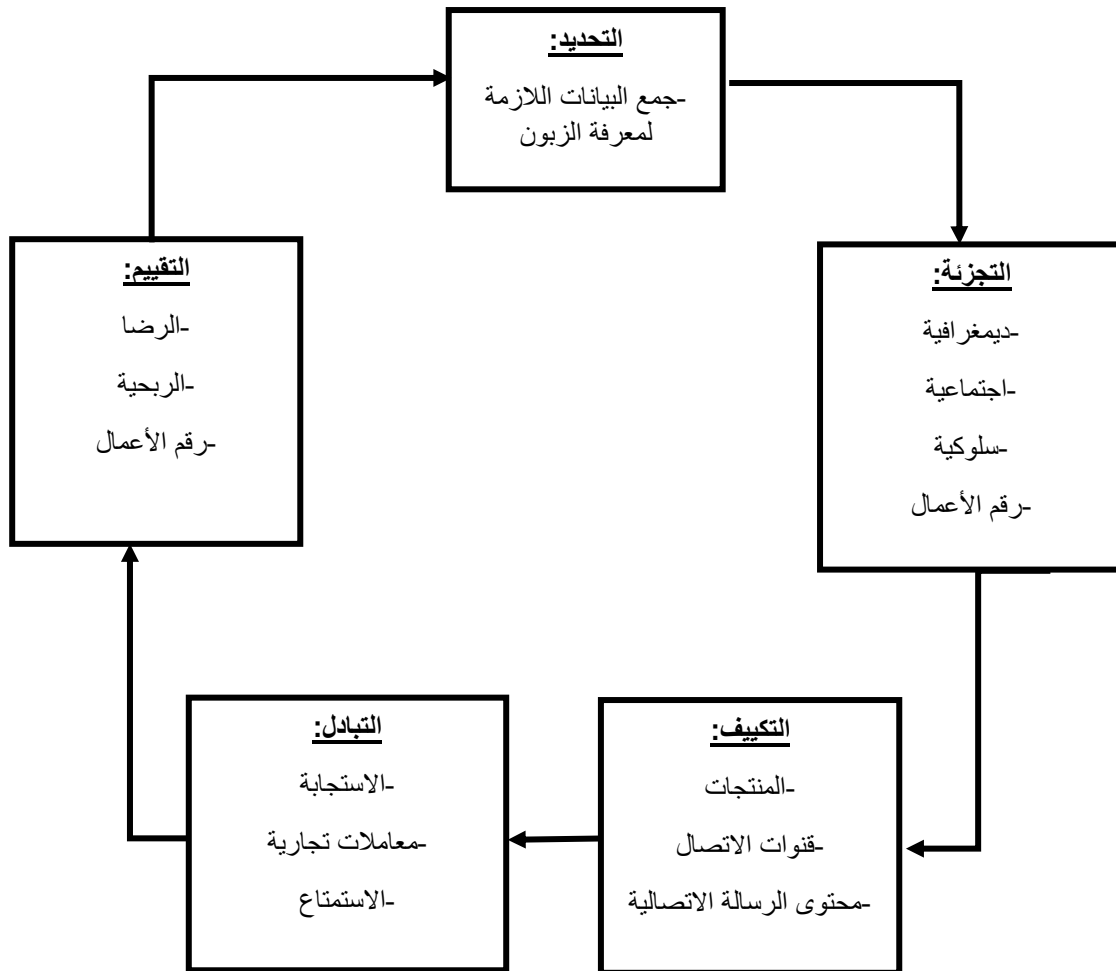 التحديد:
-جمع البيانات اللازمة
لمعرفة الزبون
التجزئة:
-ديمغرافية
-اجتماعية
-سلوكية
-رقم الأعمال
التكييف:
-المنتجات
-قنوات الاتصال
-محتوى الرسالة الاتصالية
التبادل:
-الاستجابة
-معاملات تجارية
-الاستمتاع
التقييم:
-الرضا
-الربحية
-رقم الأعمال